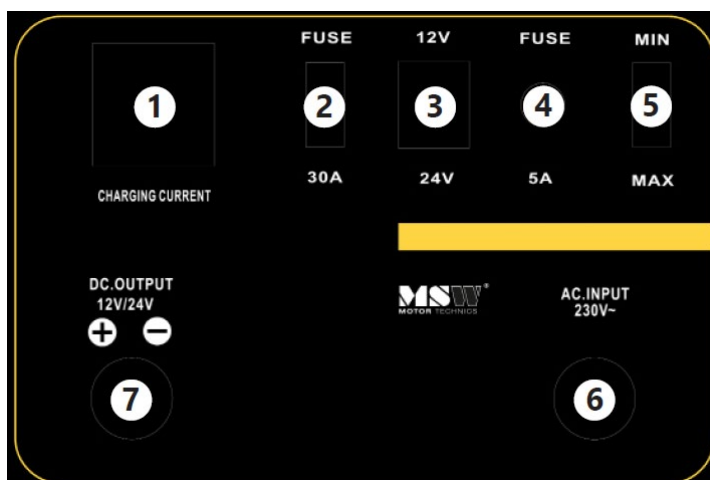 FUSE 12V FUSE MIN
1 2 3 4 5
30A 24V 5A MAX
CHARGING CURRENT
DC.OUTPUT
12V/24V
+ −
MSW®
MOTOR TECHNICS
AC.INPUT
230V~
7 6